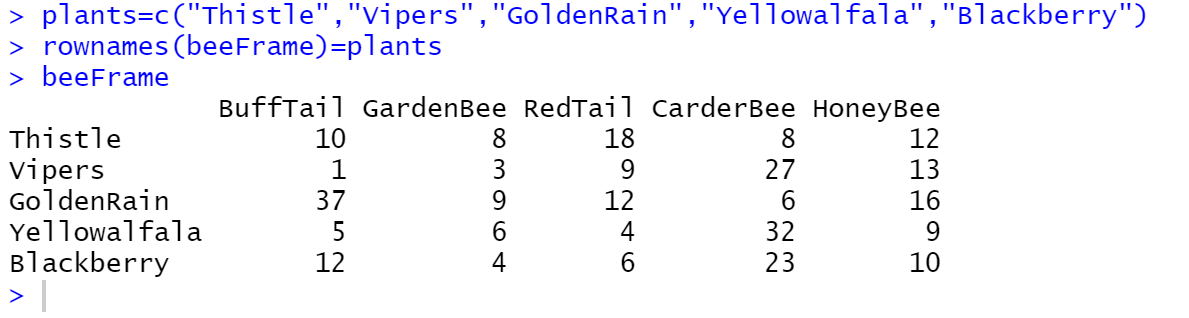 > plants=c("Thistle","Vipers","GoldenRain","Yellowalfala","Blackberry")
> rownames(beeFrame)=plants
> beeFrame
             BuffTail GardenBee RedTail CarderBee HoneyBee
Thistle            10         8      18         8       12
Vipers              1         3       9        27       13
GoldenRain         37         9      12         6       16
Yellowalfala        5         6       4        32        9
Blackberry         12         4       6        23       10
>